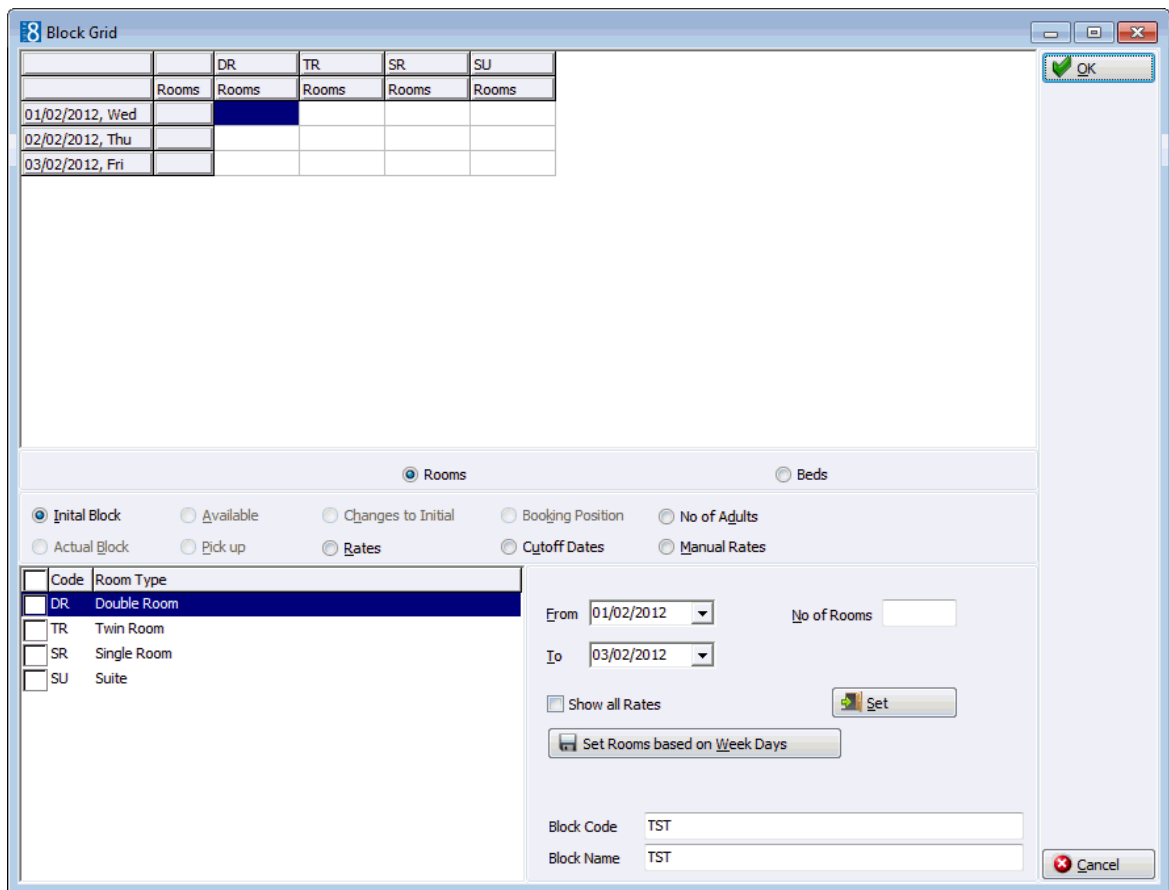 8 Block Grid
DR TR SR SU
Rooms Rooms Rooms Rooms Rooms
01/02/2012, Wed
02/02/2012, Thu
03/02/2012, Fri
OK
Rooms Beds
Inital Block Available Changes to Initial Booking Position No of Adults
Actual Block Pick up Rates Cutoff Dates Manual Rates
Code Room Type
DR Double Room
TR Twin Room
SR Single Room
SU Suite
From 01/02/2012 No of Rooms
To 03/02/2012
Show all Rates Set
Set Rooms based on Week Days
Block Code TST
Block Name TST
Cancel